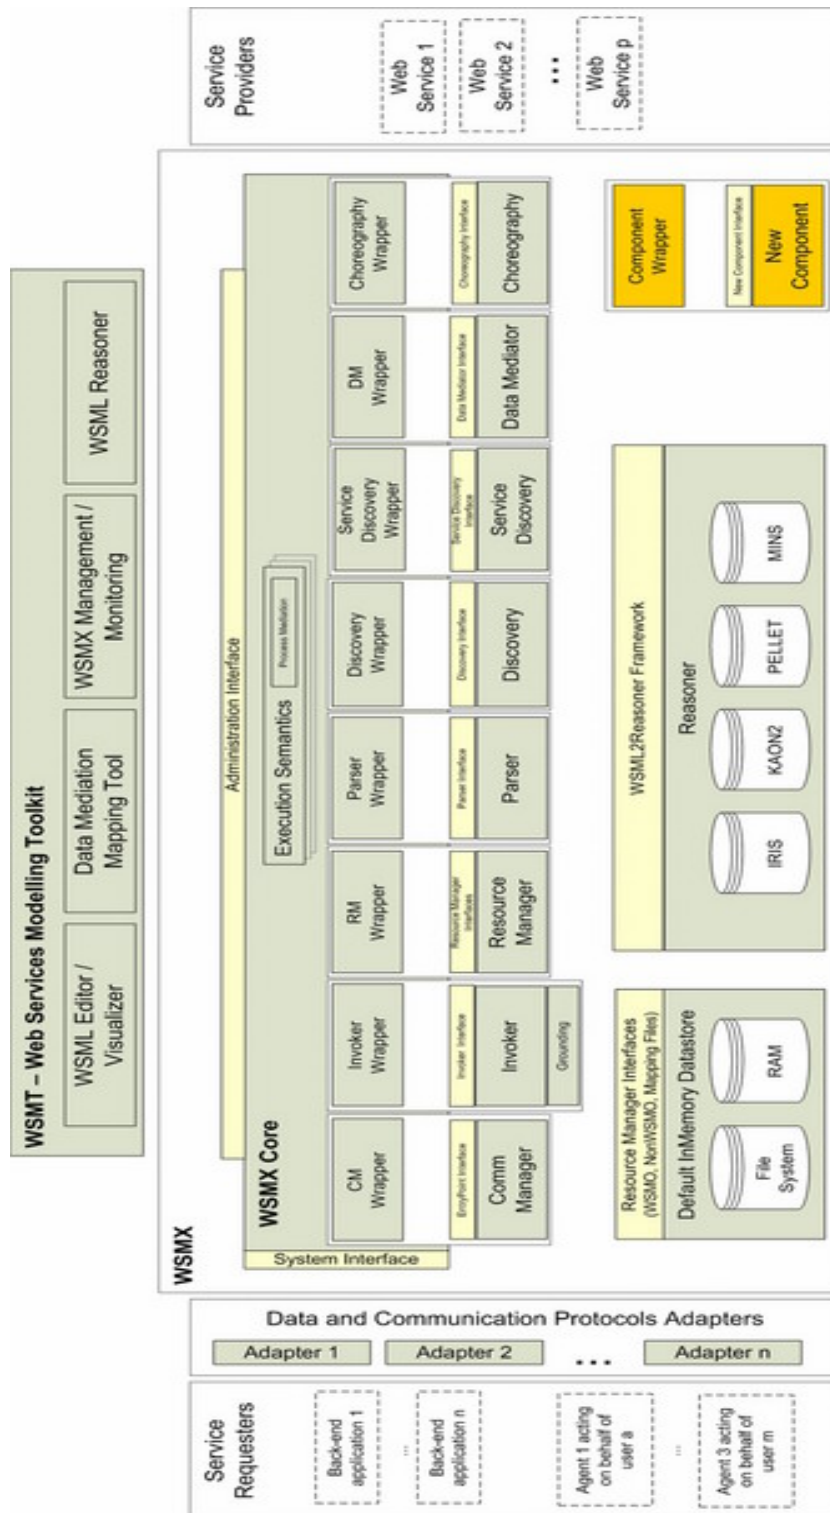 WSMT – Web Services Modelling Toolkit
WSML Editor /
Visualizer
Data Mediation
Mapping Tool
WSMX Management /
Monitoring
WSML Reasoner
Service
Requesters
Back-end
application 1
...
Back-end
application n
Agent 1 acting
on behalf of
user a
...
Agent 3 acting
on behalf of
user m
Data and Communication Protocols Adapters
Adapter 1
Adapter 2
...
Adapter n
WSMX
System Interface
Administration Interface
WSMX Core
Execution Semantics
Process Mediation
CM
Wrapper
Invoker
Wrapper
RM
Wrapper
Parser
Wrapper
Discovery
Wrapper
Service
Discovery
Wrapper
DM
Wrapper
Choreography
Wrapper
EntryPoint Interface
Comm
Manager
Invoker Interface
Invoker
Grounding
Resource Manager
Interfaces
Resource
Manager
Parser Interface
Parser
Discovery Interface
Discovery
Service Discovery
Interface
Service
Discovery
Data Mediator Interface
Data Mediator
Choreography Interface
Choreography
Resource Manager Interfaces
(WSMO, NonWSMO, Mapping Files)
Default InMemory Datastore
File
System
RAM
WSML2Reasoner Framework
Reasoner
IRIS
KAON2
PELLET
MINS
Component
Wrapper
New Component Interface
New
Component
Service
Providers
Web
Service 1
Web
Service 2
...
Web
Service p